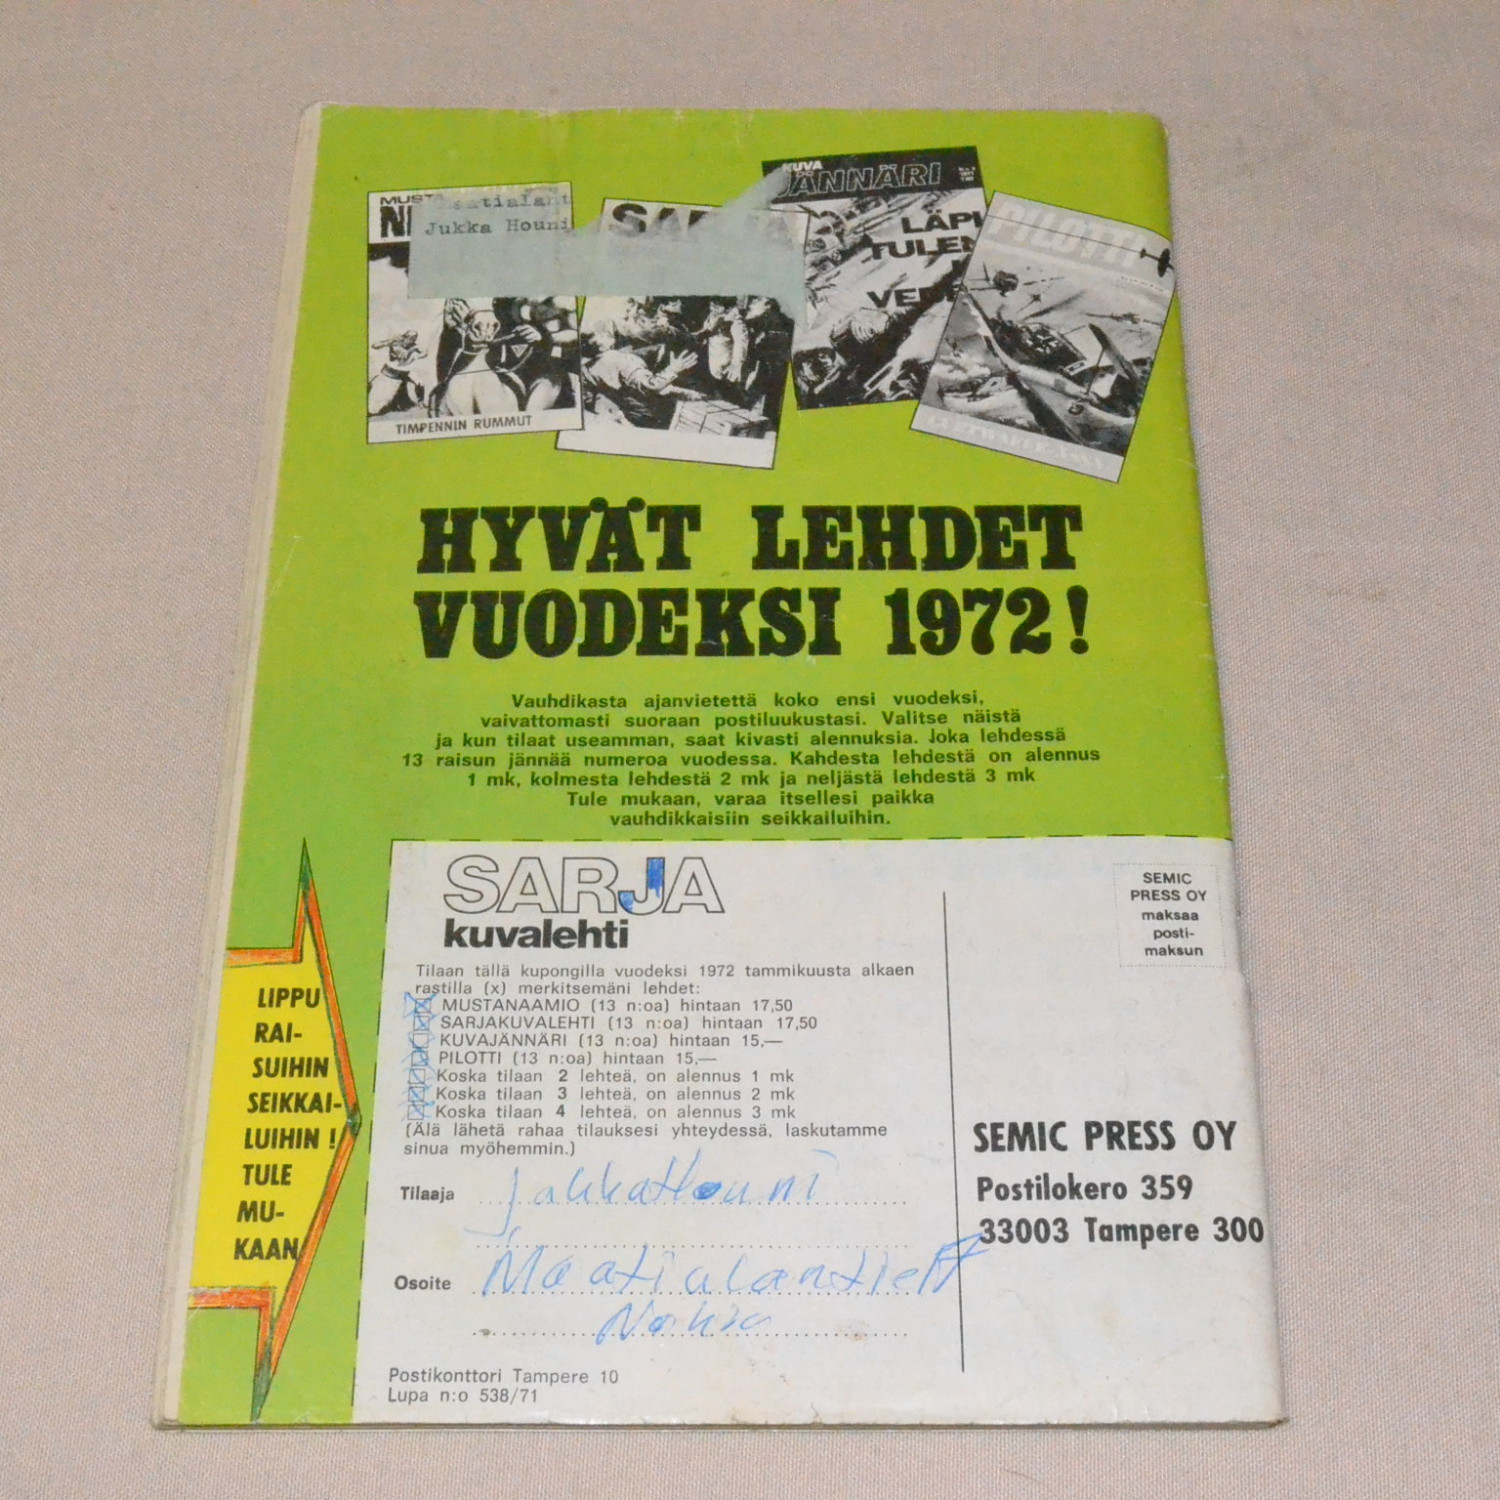 KUVA
JÄNNÄRI
MUST
Jukka Houni
SARJA
LÄPI
TULEN
PILOTTI
TIMPENNIN RUMMUT
HYVÄT LEHDET
VUODEKSI 1972!
Vauhdikasta ajanvietettä koko ensi vuodeksi,
vaivattomasti suoraan postiluukustasi. Valitse näistä
ja kun tilaat useamman, saat kivasti alennuksia. Joka lehdessä
13 raisun jännää numeroa vuodessa. Kahdesta lehdestä on alennus
1 mk, kolmesta lehdestä 2 mk ja neljästä lehdestä 3 mk
Tule mukaan, varaa itsellesi paikka
vauhdikkaisiin seikkailuihin.
LIPPU
RAI-
SUIHIN
SEIKKAI-
LUIHIN !
TULE
MU-
KAAN
SARJA
kuvalehti
Tilaan tällä kupongilla vuodeksi 1972 tammikuusta alkaen
rastilla (x) merkitsemäni lehdet:
MUSTANAAMIO (13 n:oa) hintaan 17,50
SARJAKUVALEHTI (13 n:oa) hintaan 17,50
KUVAJÄNNÄRI (13 n:oa) hintaan 15,—
PILOTTI (13 n:oa) hintaan 15,—
Koska tilaan 2 lehteä, on alennus 1 mk
Koska tilaan 3 lehteä, on alennus 2 mk
Koska tilaan 4 lehteä, on alennus 3 mk
(Älä lähetä rahaa tilauksesi yhteydessä, laskutamme
sinua myöhemmin.)
Tilaaja Jukka Houni
Osoite Maatialantie
Nokia
Postikonttori Tampere 10
Lupa n:o 538/71
SEMIC
PRESS OY
maksaa
posti-
maksun
SEMIC PRESS OY
Postilokero 359
33003 Tampere 300